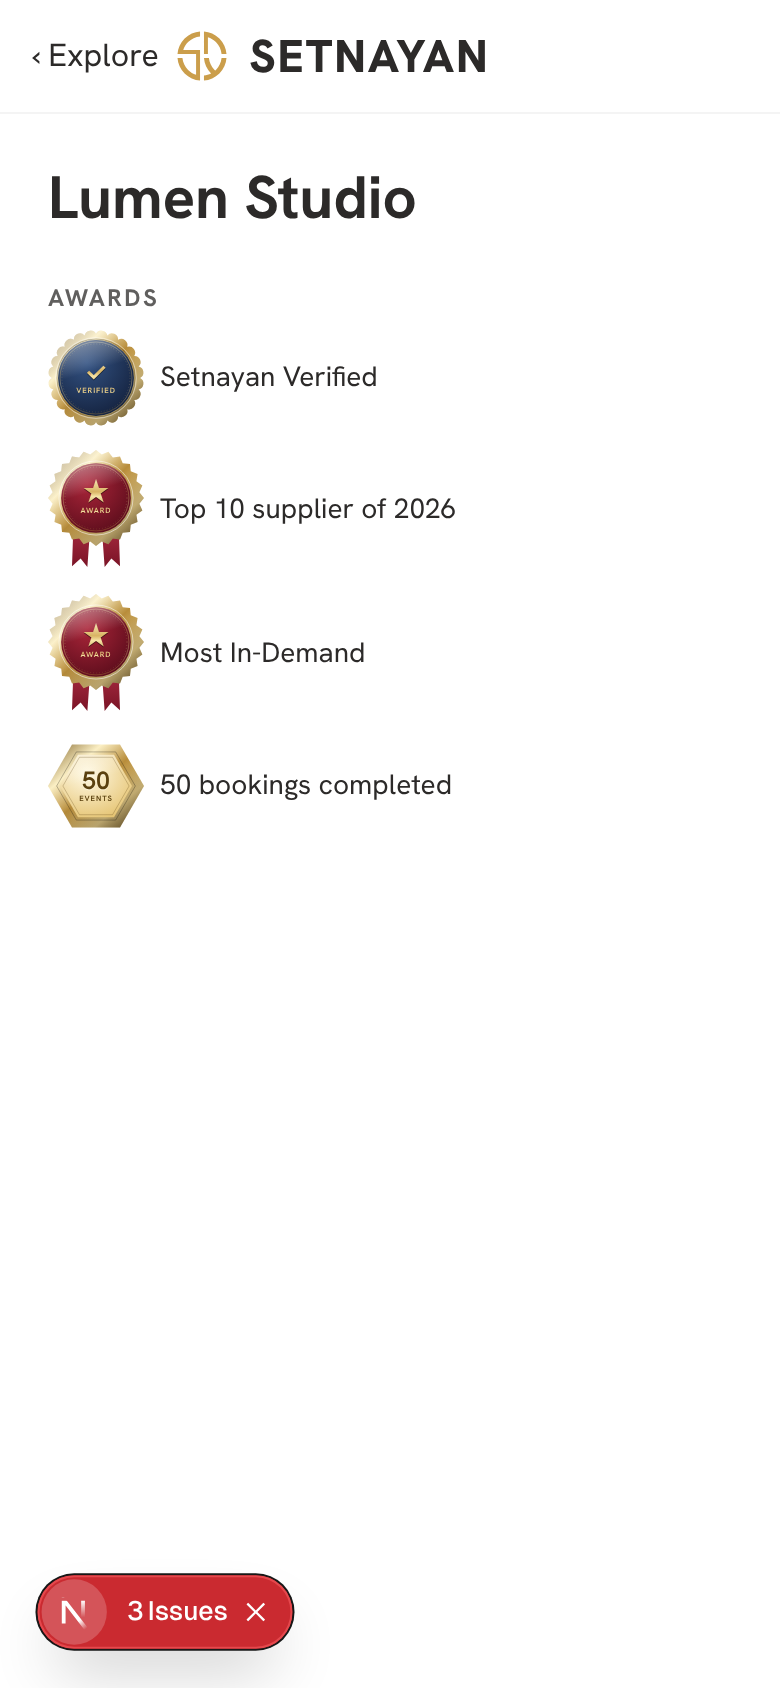 ‹ Explore SETNAYAN
Lumen Studio
AWARDS
VERIFIED
Setnayan Verified
AWARD
Top 10 supplier of 2026
AWARD
Most In-Demand
50
EVENTS
50 bookings completed
N 3 Issues